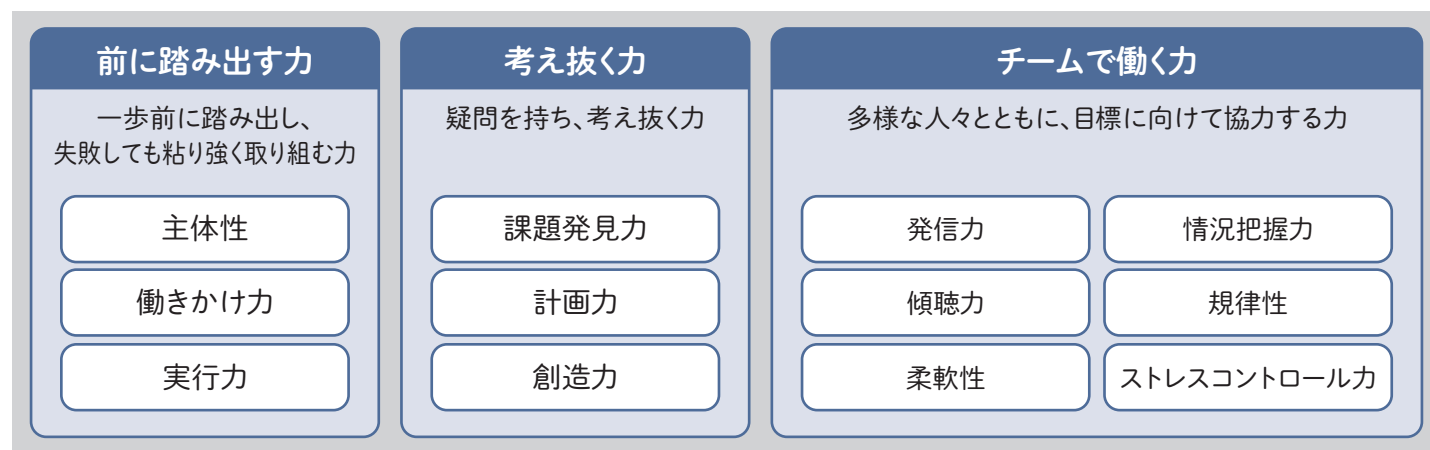 前に踏み出す力
一歩前に踏み出し、
失敗しても粘り強く取り組む力
主体性
働きかけ力
実行力
考え抜く力
疑問を持ち、考え抜く力
課題発見力
計画力
創造力
チームで働く力
多様な人々とともに、目標に向けて協力する力
発信力
傾聴力
柔軟性
情況把握力
規律性
ストレスコントロール力